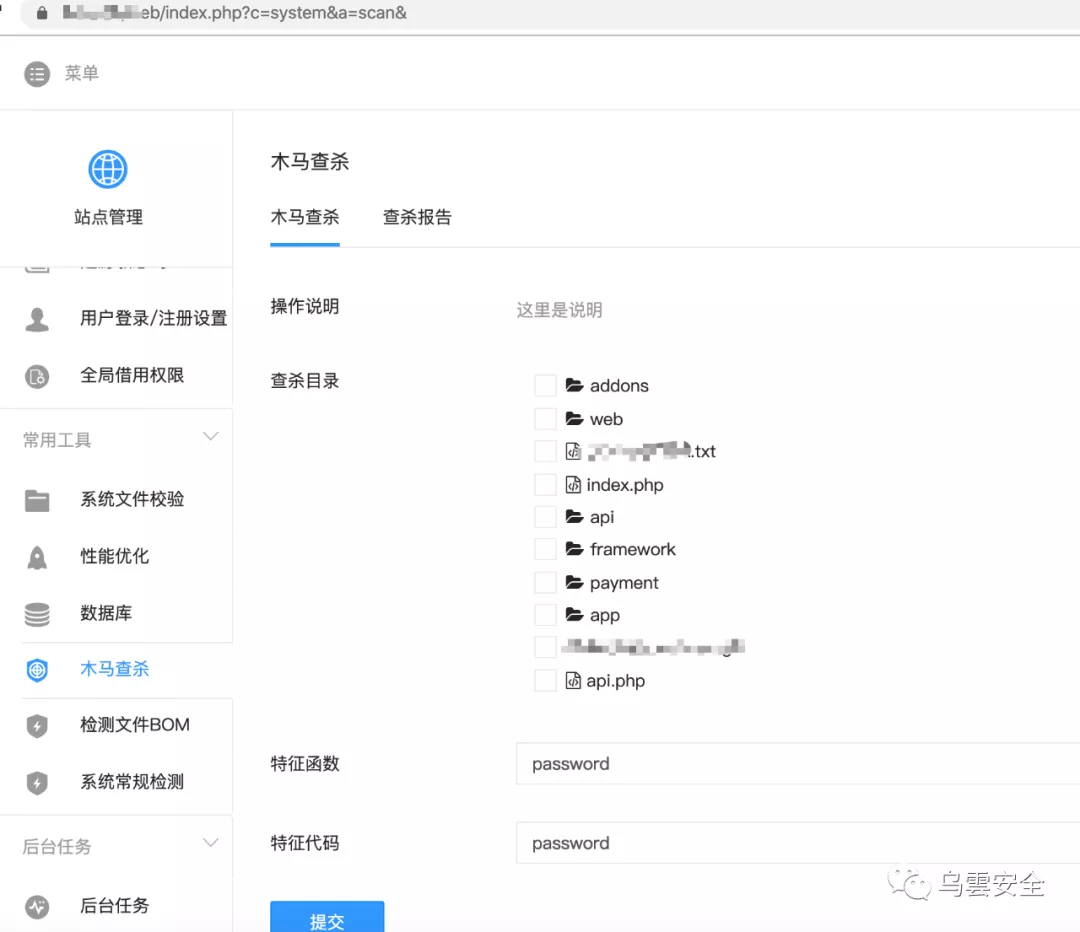 eb/index.php?c=system&a=scan&
菜单
站点管理
用户登录/注册设置
全局借用权限
常用工具
系统文件校验
性能优化
数据库
木马查杀
检测文件BOM
系统常规检测
后台任务
后台任务
木马查杀
木马查杀 查杀报告
操作说明 这里是说明
查杀目录
addons
web
.txt
index.php
api
framework
payment
app
api.php
特征函数 password
特征代码 password
提交
乌雲安全